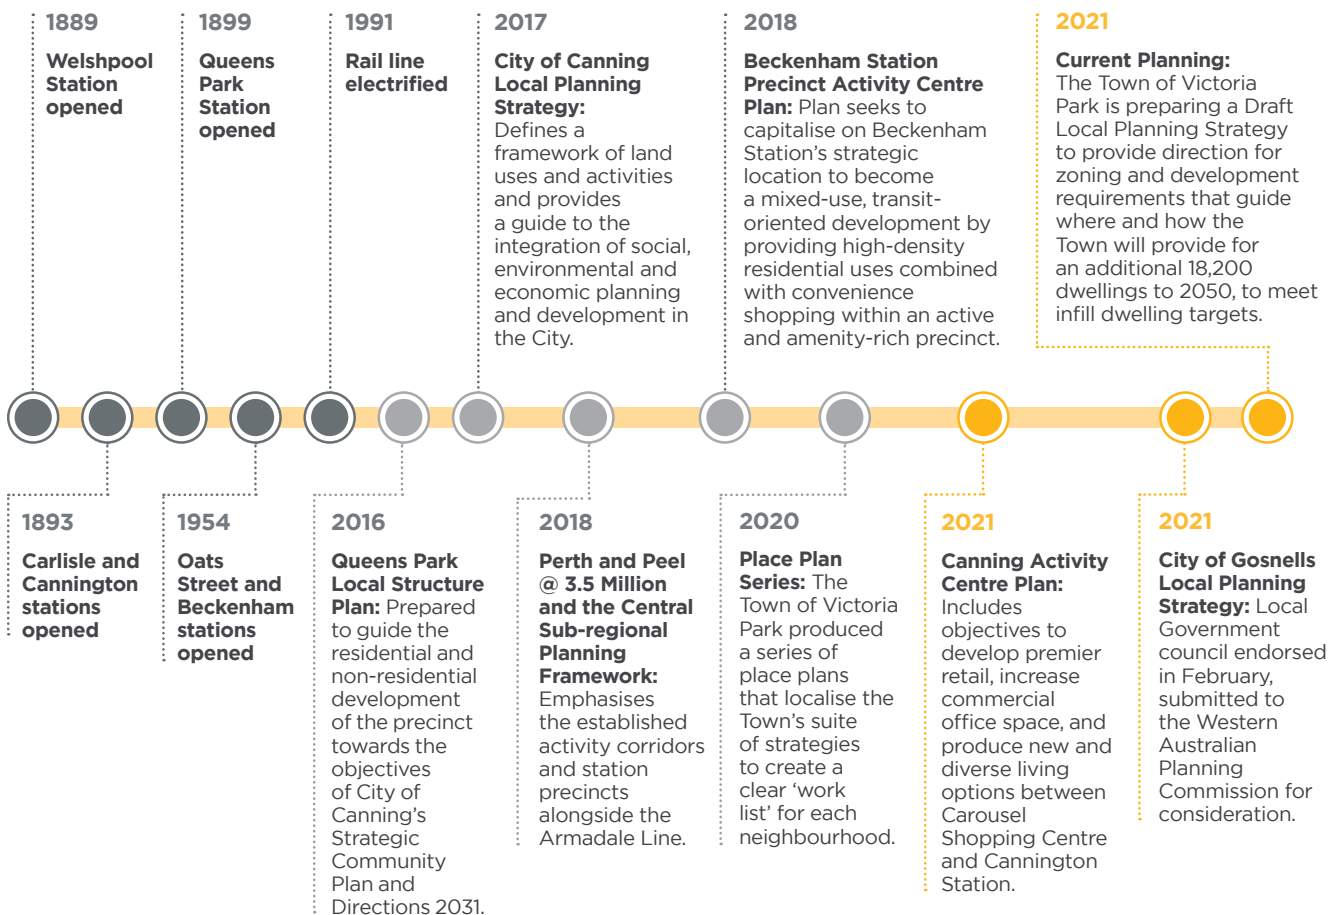 1889
Welshpool
Station
opened
1899
Queens
Park
Station
opened
1991
Rail line
electrified
2017
City of Canning
Local Planning
Strategy:
Defines a
framework of land
uses and activities
and provides
a guide to the
integration of social,
environmental and
economic planning
and development in
the City.
2018
Beckenham Station
Precinct Activity Centre
Plan: Plan seeks to
capitalise on Beckenham
Station’s strategic
location to become
a mixed-use, transit-
oriented development by
providing high-density
residential uses combined
with convenience
shopping within an active
and amenity-rich precinct.
2021
Current Planning:
The Town of Victoria
Park is preparing a Draft
Local Planning Strategy
to provide direction for
zoning and development
requirements that guide
where and how the
Town will provide for
an additional 18,200
dwellings to 2050, to meet
infill dwelling targets.
1893
Carlisle and
Cannington
stations
opened
1954
Oats
Street and
Beckenham
stations
opened
2016
Queens Park
Local Structure
Plan: Prepared
to guide the
residential and
non-residential
development
of the precinct
towards the
objectives
of City of
Canning’s
Strategic
Community
Plan and
Directions 2031.
2018
Perth and Peel
@ 3.5 Million
and the Central
Sub-regional
Planning
Framework:
Emphasises
the established
activity corridors
and station
precincts
alongside the
Armadale Line.
2020
Place Plan
Series: The
Town of Victoria
Park produced
a series of
place plans
that localise the
Town’s suite
of strategies
to create a
clear ‘work
list’ for each
neighbourhood.
2021
Canning Activity
Centre Plan:
Includes
objectives to
develop premier
retail, increase
commercial
office space, and
produce new and
diverse living
options between
Carousel
Shopping Centre
and Cannington
Station.
2021
City of Gosnells
Local Planning
Strategy: Local
Government
council endorsed
in February,
submitted to
the Western
Australian
Planning
Commission for
consideration.